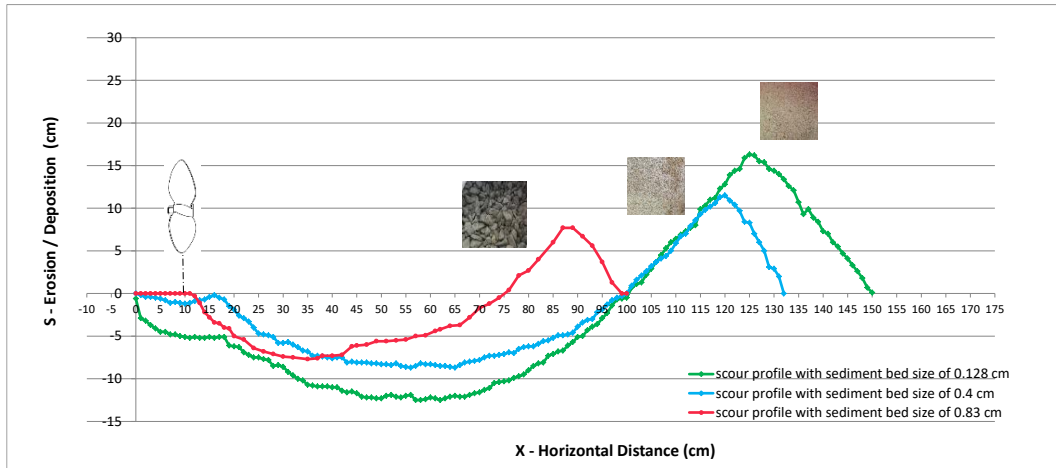 30
25
20
15
10
5
0
-5
-10
-15
S - Erosion / Deposition (cm)
-10 -5 0 5 10 15 20 25 30 35 40 45 50 55 60 65 70 75 80 85 90 95 100 105 110 115 120 125 130 135 140 145 150 155 160 165 170 175
scour profile with sediment bed size of 0.128 cm
scour profile with sediment bed size of 0.4 cm
scour profile with sediment bed size of 0.83 cm
X - Horizontal Distance (cm)